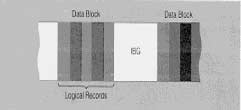 Data Block Data Block
IBG
Logical Records